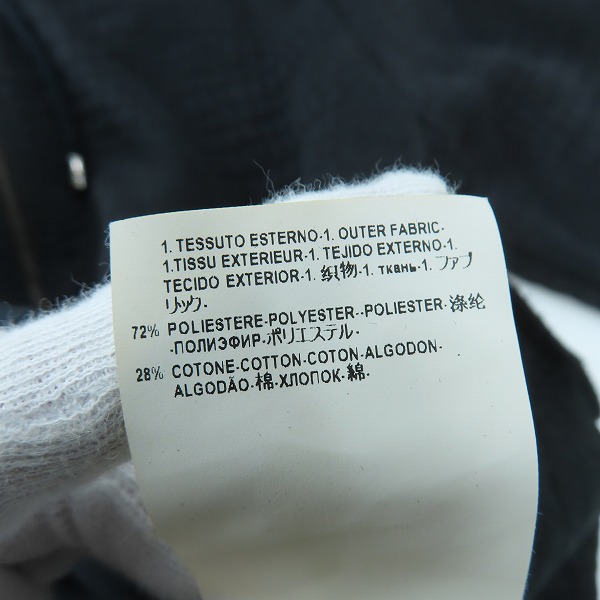 1. TESSUTO ESTERNO-1. OUTER FABRIC-
1.TISSU EXTERIEUR-1. TEJIDO EXTERNO-1.
TECIDO EXTERIOR-1. 织物-1. ткань-1. ファブ
リック-
72% POLIESTERE-POLYESTER--POLIESTER-涤纶
-ПОЛИЭФИР-ポリエステル-
28% COTONE-COTTON-COTON-ALGODON-
ALGODÃO-棉-ХЛОПОК-綿-